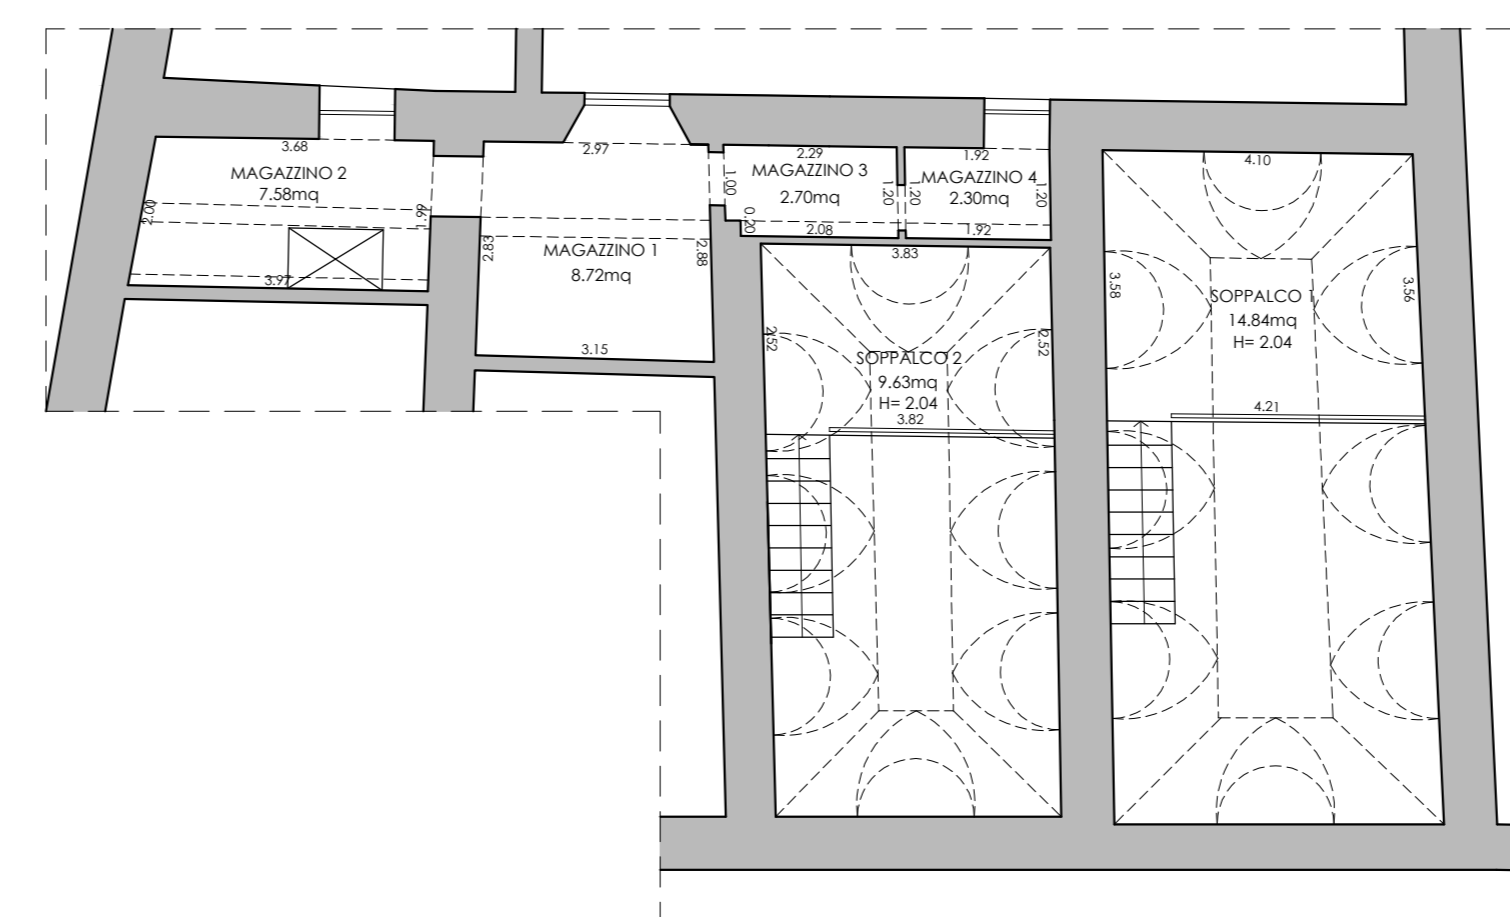 3.68
MAGAZZINO 2
7.58mq
2.00
1.99
3.97
2.97
2.83
MAGAZZINO 1
8.72mq
2.88
3.15
2.29
1.00
MAGAZZINO 3
2.70mq
1.20
0.20
2.08
1.92
1.20
MAGAZZINO 4
2.30mq
1.20
1.92
3.83
2.52
2.52
SOPPALCO 2
9.63mq
H= 2.04
3.82
4.10
3.58
3.56
SOPPALCO 1
14.84mq
H= 2.04
4.21